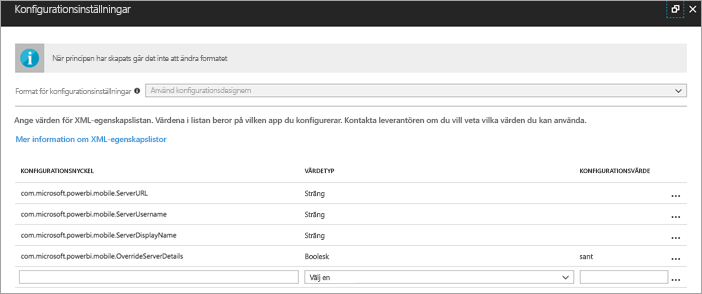 Konfigurationsinställningar
När principen har skapats går det inte att ändra formatet
Format för konfigurationsinställningar
Använd konfigurationsdesignern
Ange värden för XML-egenskapslistan. Värdena i listan beror på vilken app du konfigurerar. Kontakta leverantören om du vill veta vilka värden du kan använda.
Mer information om XML-egenskapslistor
KONFIGURATIONSNYCKEL VÄRDETYP KONFIGURATIONSVÄRDE
com.microsoft.powerbi.mobile.ServerURL Sträng ...
com.microsoft.powerbi.mobile.ServerUsername Sträng ...
com.microsoft.powerbi.mobile.ServerDisplayName Sträng ...
com.microsoft.powerbi.mobile.OverrideServerDetails Boolesk sant ...
Välj en ...